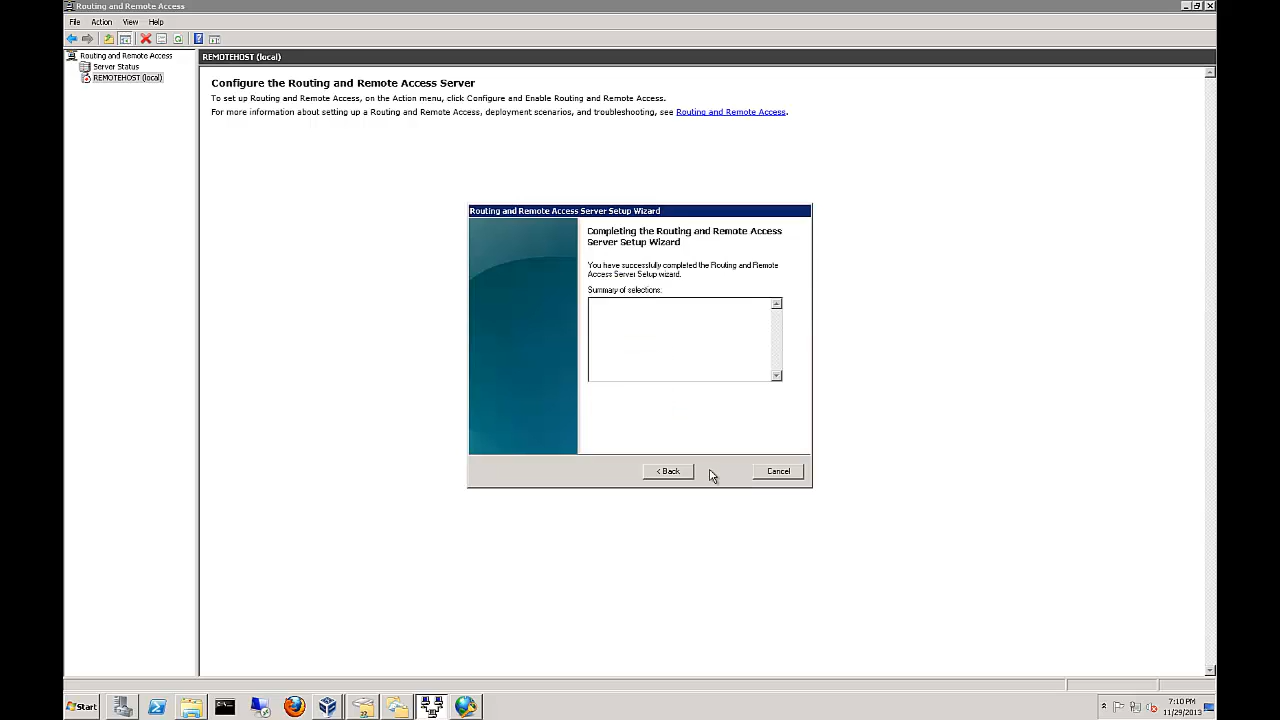 Routing and Remote Access
File Action View Help
Routing and Remote Access
Server Status
REMOTEHOST (local)
REMOTEHOST (local)
Configure the Routing and Remote Access Server
To set up Routing and Remote Access, on the Action menu, click Configure and Enable Routing and Remote Access.
For more information about setting up a Routing and Remote Access, deployment scenarios, and troubleshooting, see Routing and Remote Access.
Routing and Remote Access Server Setup Wizard
Completing the Routing and Remote Access
Server Setup Wizard
You have successfully completed the Routing and Remote
Access Server Setup wizard.
Summary of selections:
< Back
Cancel
Start
7:10 PM
11/29/2013